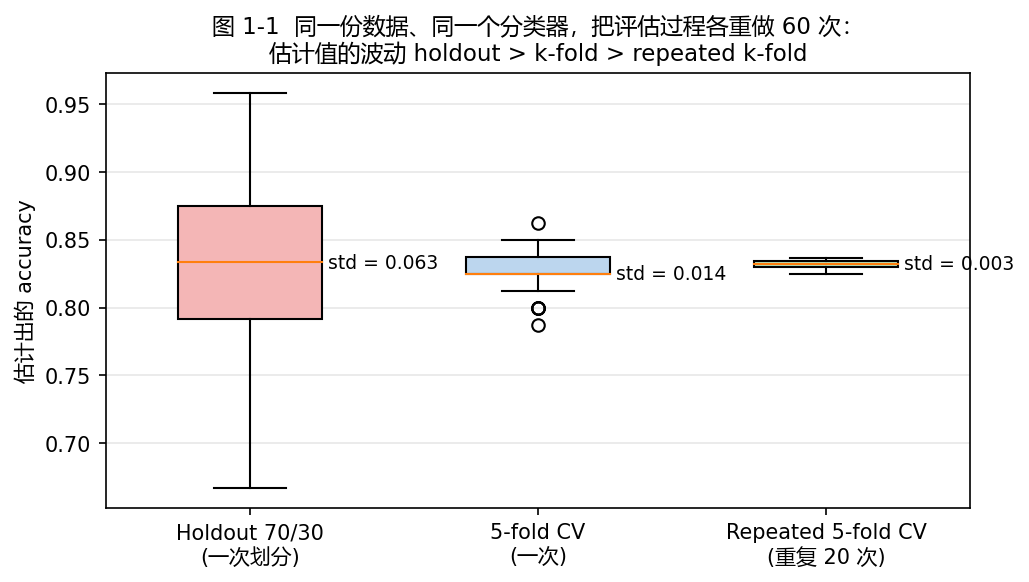 图 1-1  同一份数据、同一个分类器，把评估过程各重做 60 次：
估计值的波动 holdout > k-fold > repeated k-fold
估计出的 accuracy
0.95
0.90
0.85
0.80
0.75
0.70
std = 0.063
std = 0.014
std = 0.003
Holdout 70/30
(一次划分)
5-fold CV
(一次)
Repeated 5-fold CV
(重复 20 次)